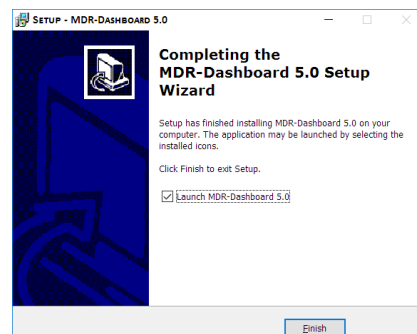 Setup - MDR-Dashboard 5.0
Completing the
MDR-Dashboard 5.0 Setup
Wizard
Setup has finished installing MDR-Dashboard 5.0 on your
computer. The application may be launched by selecting the
installed icons.
Click Finish to exit Setup.
Launch MDR-Dashboard 5.0
Finish